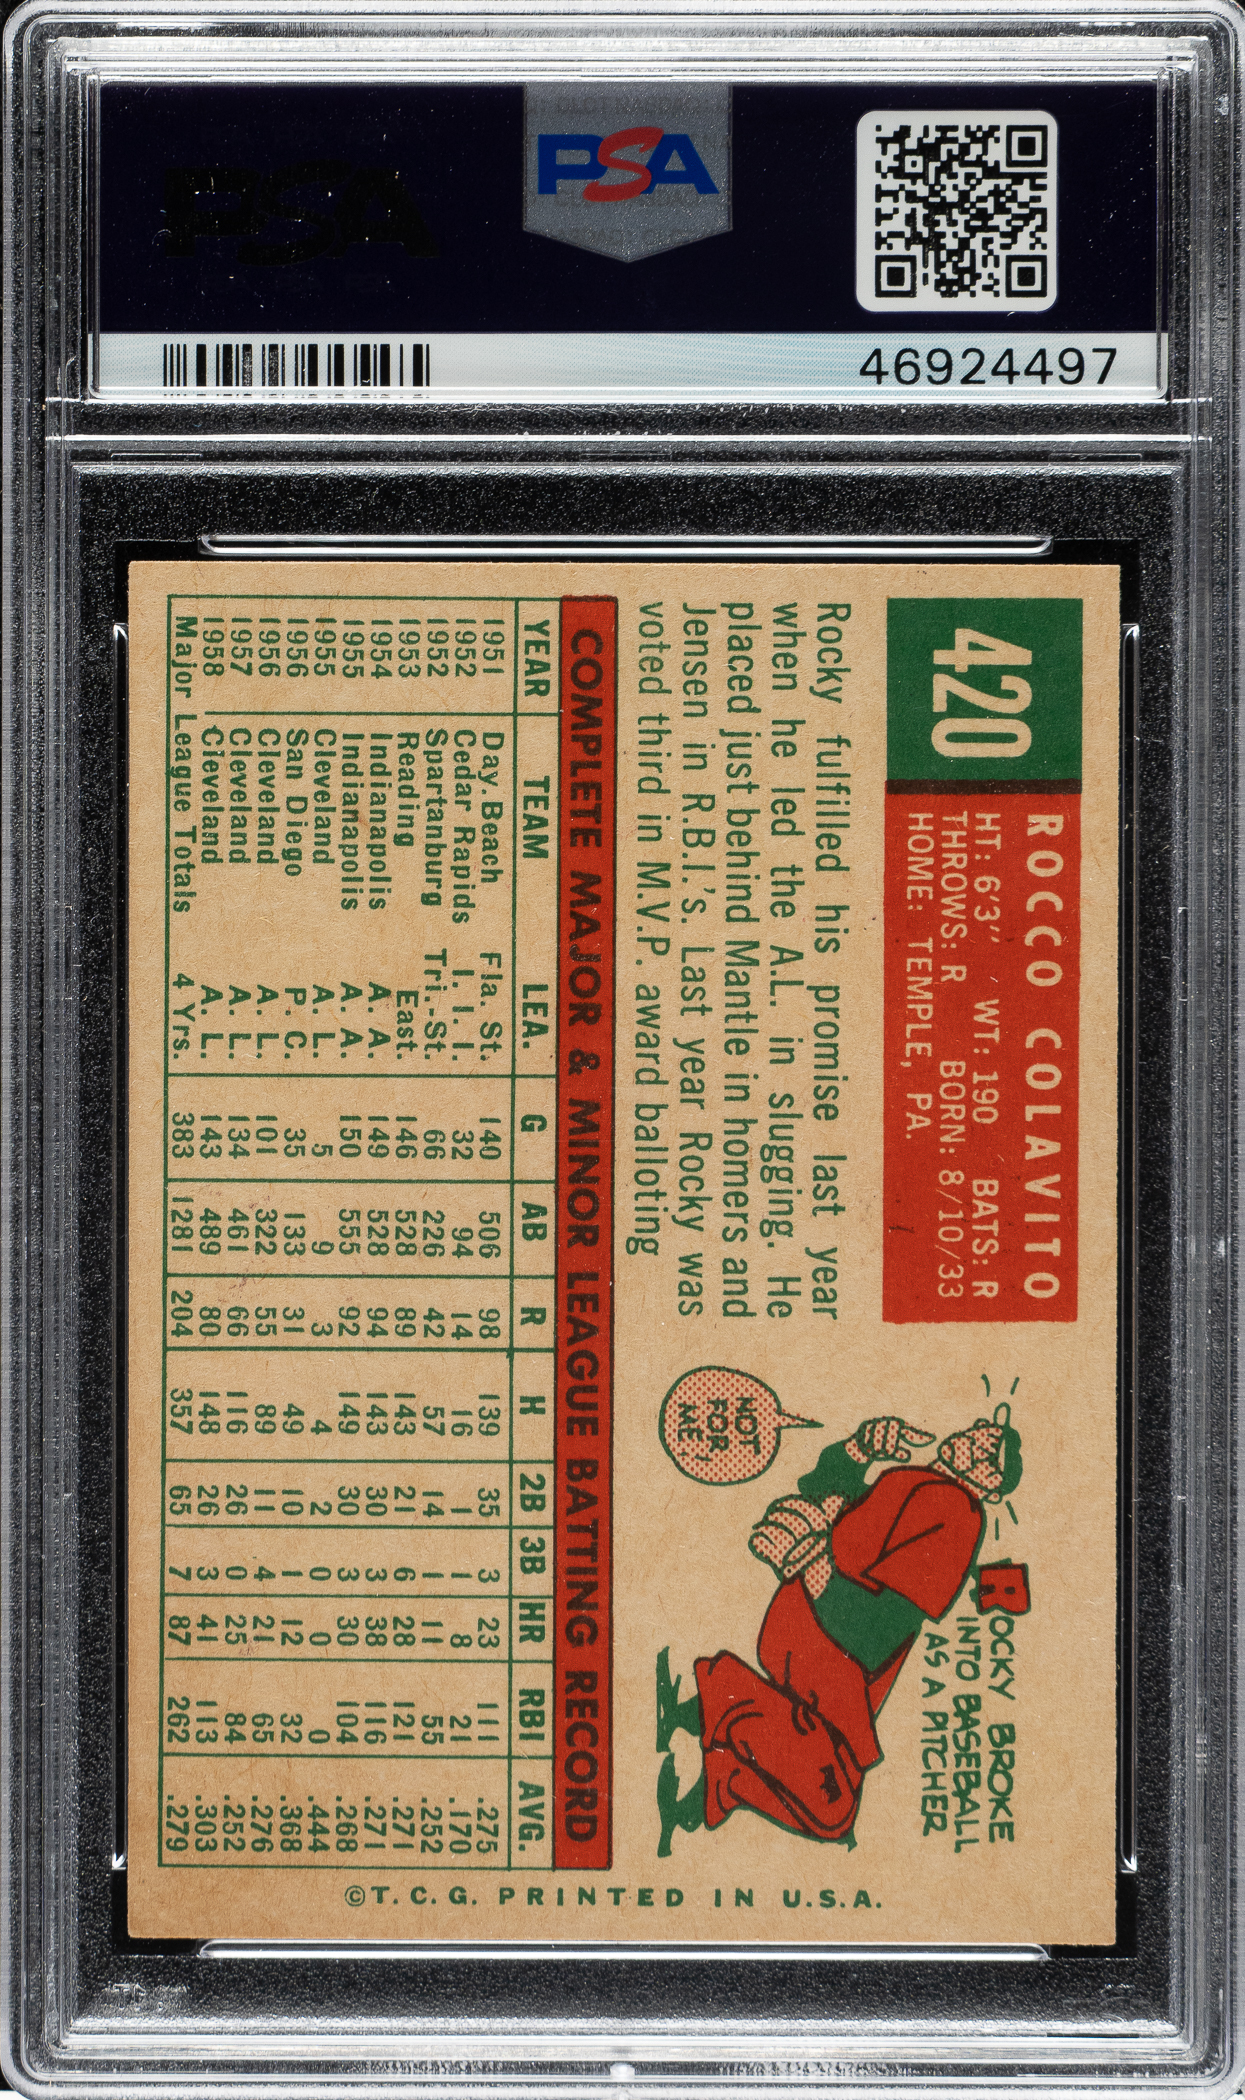 PSA
PSA
46924497
420
ROCCO COLAVITO
HT: 6'3" WT: 190 BATS: R
THROWS: R BORN: 8/10/33
HOME: TEMPLE, PA.
Rocky fulfilled his promise last year
when he led the A.L. in slugging. He
placed just behind Mantle in homers and
Jensen in R.B.I.'s. Last year Rocky was
voted third in M.V.P. award balloting
ROCKY BROKE
INTO BASEBALL
AS A PITCHER
NOT
FOR
ME!
COMPLETE MAJOR & MINOR LEAGUE BATTING RECORD
YEAR TEAM LEA. G AB R H 2B 3B HR RBI AVG.
1951 Day. Beach Fla. St. 140 506 98 139 35 3 23 111 .275
1952 Cedar Rapids I. I. I. 32 94 14 16 1 1 8 21 .170
1952 Spartanburg Tri.-St. 66 226 42 57 14 1 11 55 .252
1953 Reading East. 146 528 89 143 21 6 28 121 .271
1954 Indianapolis A. A. 149 528 94 143 30 3 38 116 .271
1955 Indianapolis A. A. 150 555 92 149 30 3 30 104 .268
1955 Cleveland A. L. 5 9 3 4 2 0 0 0 .444
1956 San Diego P. C. 35 133 31 49 10 1 12 32 .368
1956 Cleveland A. L. 101 322 55 89 11 4 21 65 .276
1957 Cleveland A. L. 134 461 66 116 26 0 25 84 .252
1958 Cleveland A. L. 143 489 80 148 26 3 41 113 .303
Major League Totals 4 Yrs. 383 1281 204 357 65 7 87 262 .279
©T. C. G. PRINTED IN U.S.A.